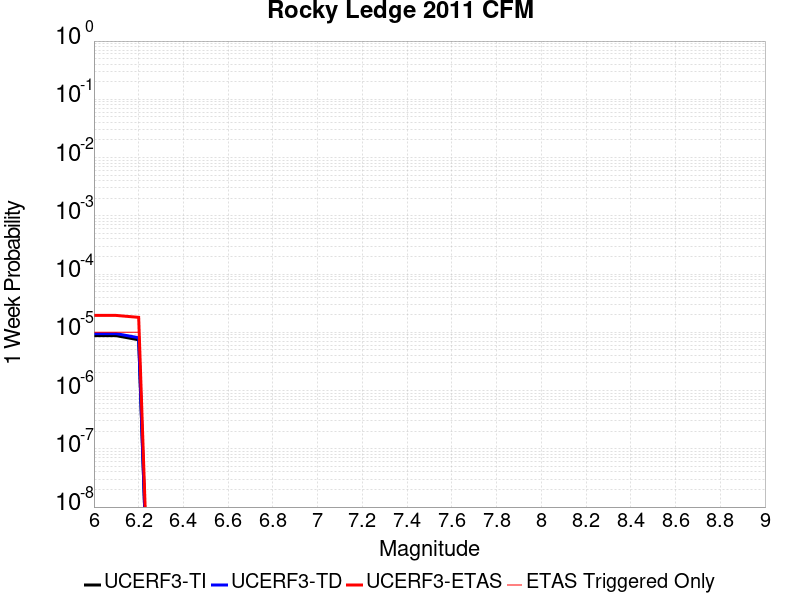 Rocky Ledge 2011 CFM
10^0
10^-1
10^-2
10^-3
10^-4
10^-5
10^-6
10^-7
10^-8
1 Week Probability
6 6.2 6.4 6.6 6.8 7 7.2 7.4 7.6 7.8 8 8.2 8.4 8.6 8.8 9
Magnitude
UCERF3-TI UCERF3-TD UCERF3-ETAS ETAS Triggered Only